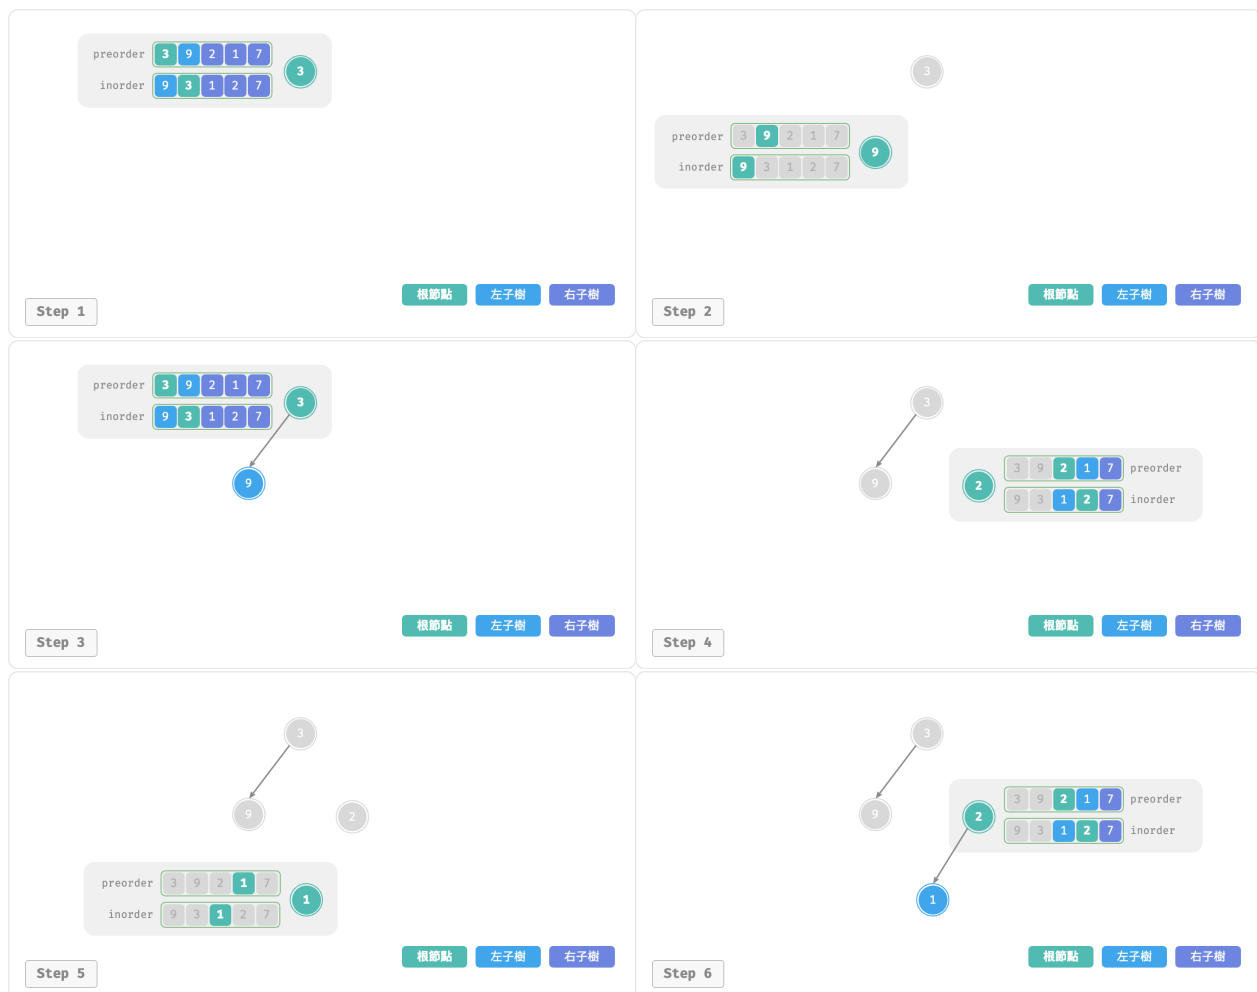 preorder 3 9 2 1 7
3
inorder 9 3 1 2 7
根節點 左子樹 右子樹
Step 1
3
preorder 3 9 2 1 7
9
inorder 9 3 1 2 7
根節點 左子樹 右子樹
Step 2
preorder 3 9 2 1 7
3
inorder 9 3 1 2 7
9
根節點 左子樹 右子樹
Step 3
3
9
2
3 9 2 1 7 preorder
9 3 1 2 7 inorder
根節點 左子樹 右子樹
Step 4
3
9 2
preorder 3 9 2 1 7
1
inorder 9 3 1 2 7
根節點 左子樹 右子樹
Step 5
3
9
2
3 9 2 1 7 preorder
9 3 1 2 7 inorder
1
根節點 左子樹 右子樹
Step 6